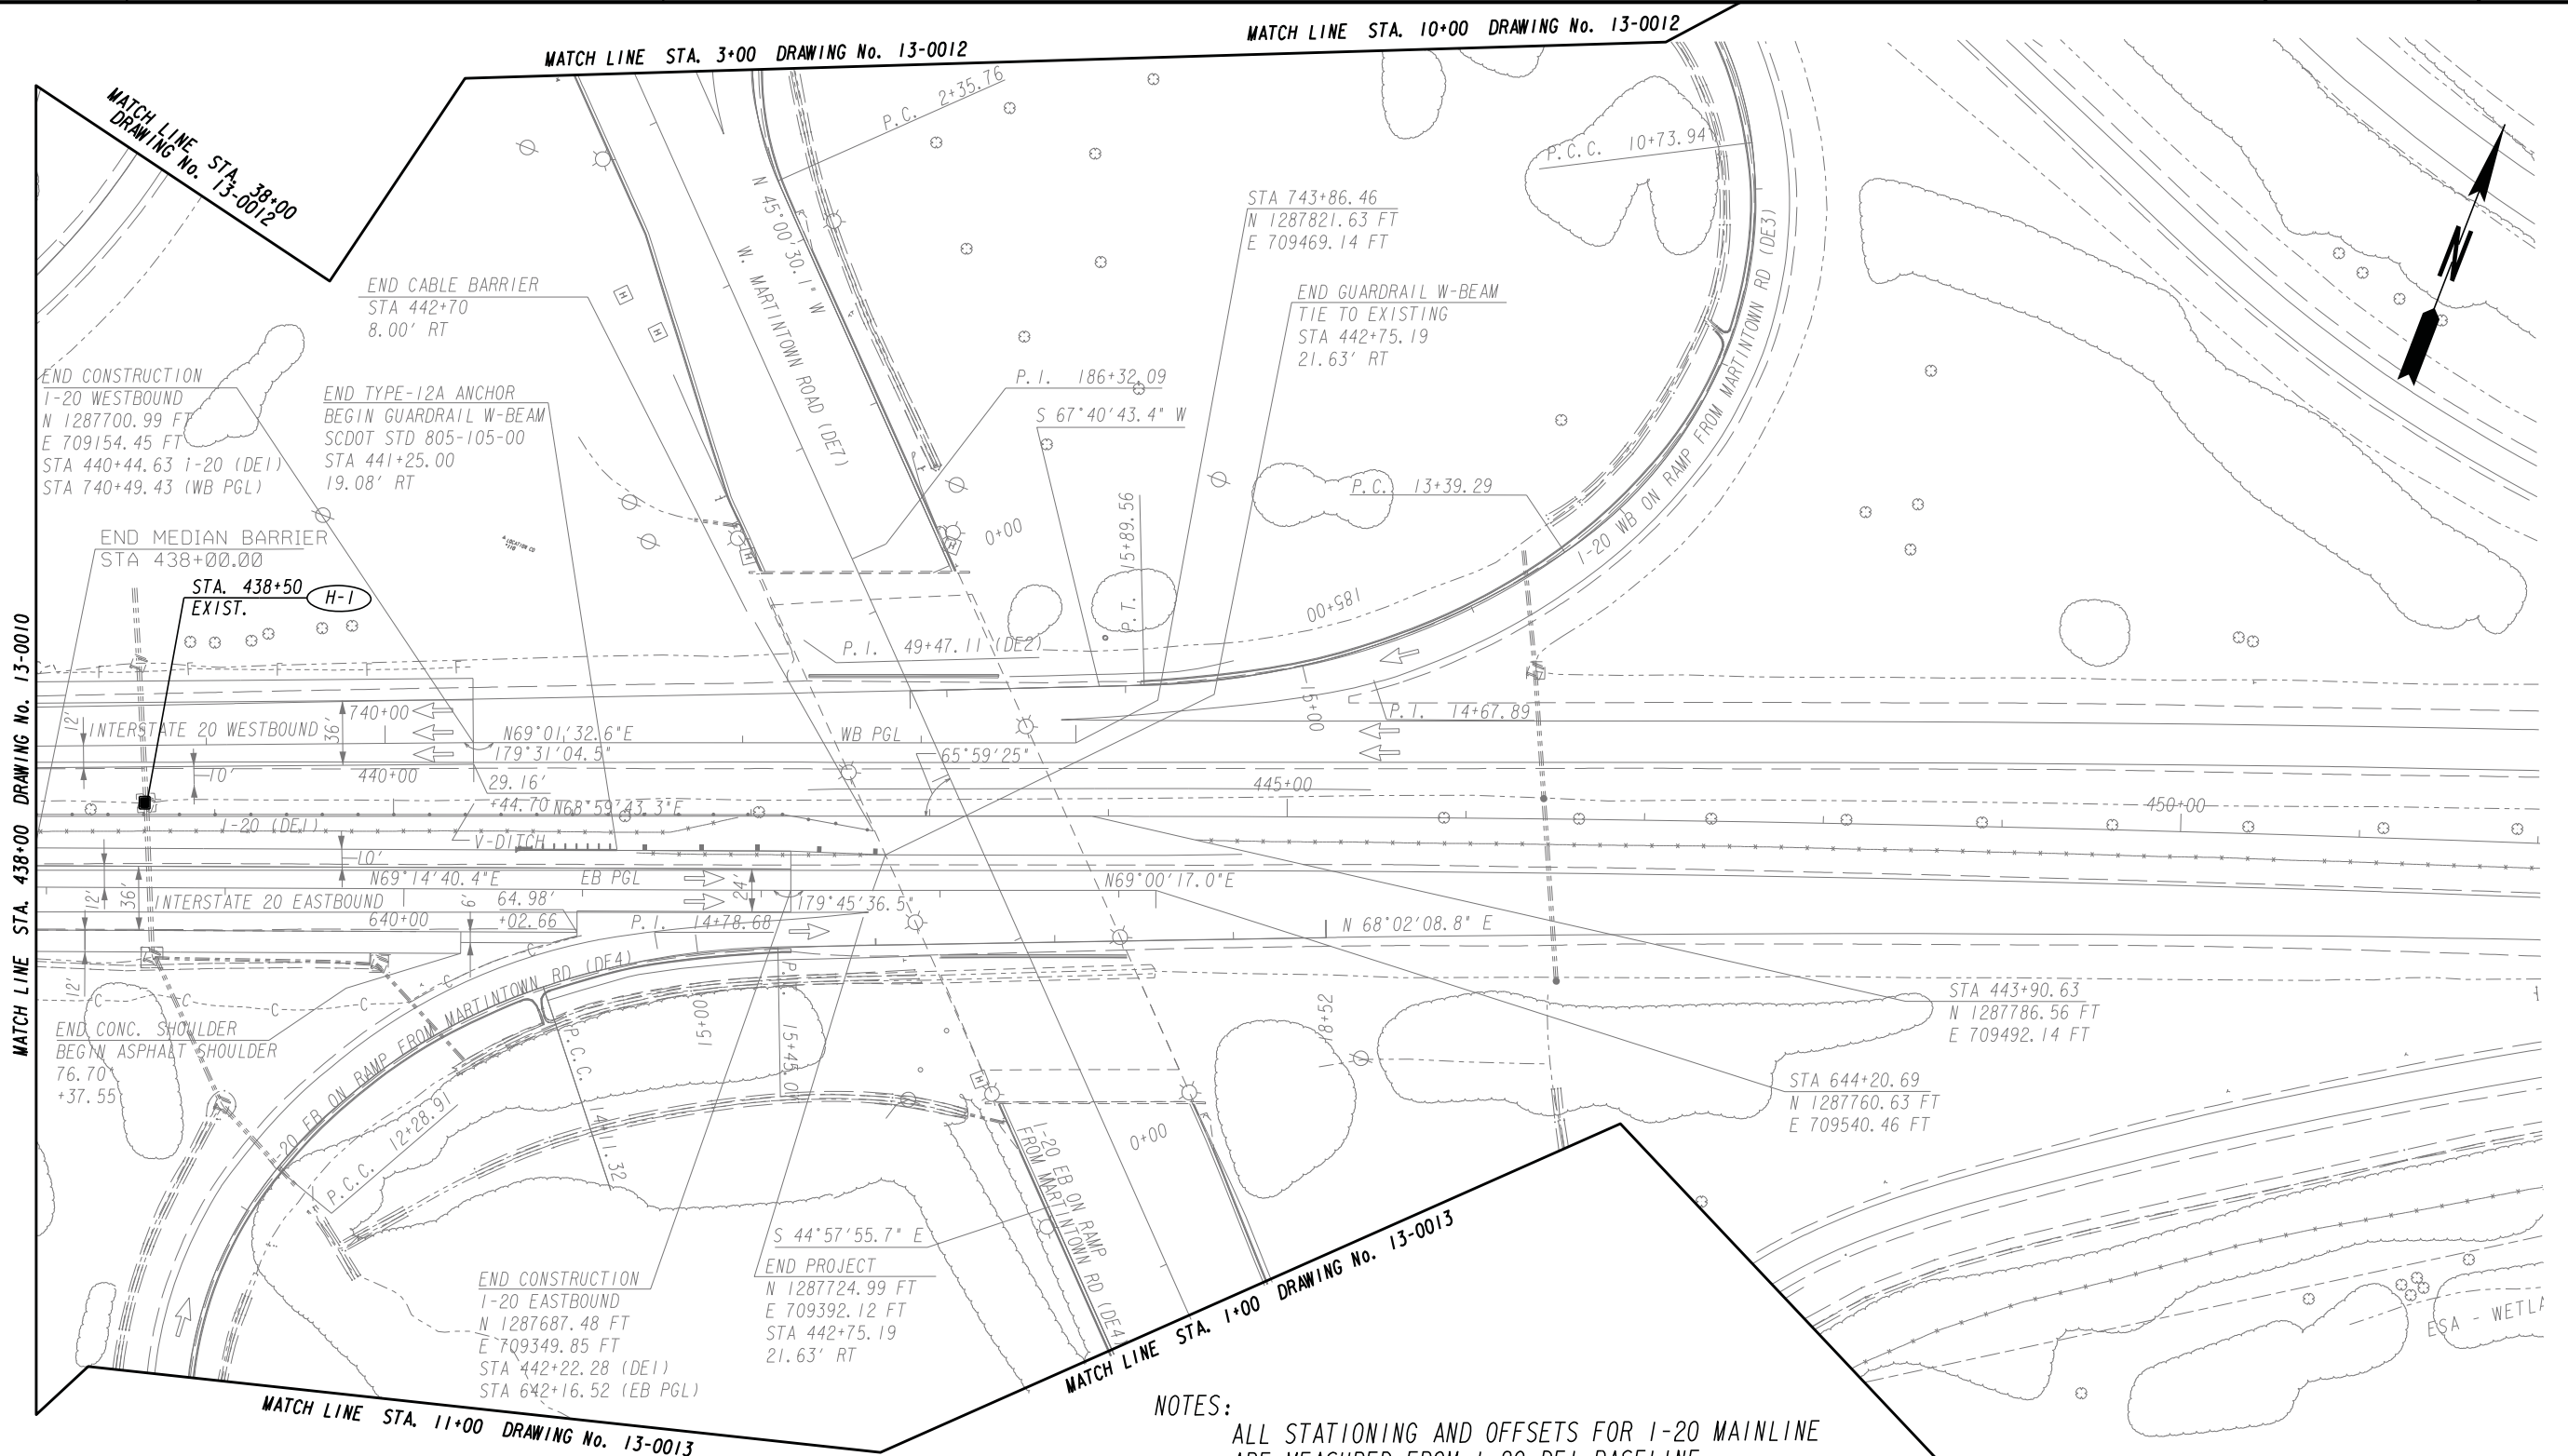 MATCH LINE STA. 3+00 DRAWING No. 13-0012
MATCH LINE STA. 10+00 DRAWING No. 13-0012
MATCH LINE STA. 38+00
DRAWING No. 13-0012
P.C. 2+35.76
P.C.C. 10+73.94
N
N 45°00'30.1" W
W. MARTINTOWN ROAD (DE7)
STA 743+86.46
N 1287821.63 FT
E 709469.14 FT
END CABLE BARRIER
STA 442+70
8.00' RT
END GUARDRAIL W-BEAM
TIE TO EXISTING
STA 442+75.19
21.63' RT
I-20 WB ON RAMP FROM MARTINTOWN RD (DE3)
H
H
END CONSTRUCTION
I-20 WESTBOUND
N 1287700.99 FT
E 709154.45 FT
STA 440+44.63 I-20 (DE1)
STA 740+49.43 (WB PGL)
END TYPE-12A ANCHOR
BEGIN GUARDRAIL W-BEAM
SCDOT STD 805-105-00
STA 441+25.00
19.08' RT
P.I. 186+32.09
S 67°40'43.4" W
P.C. 13+39.29
P.T. 15+89.56
END MEDIAN BARRIER
STA 438+00.00
STA. 438+50
EXIST.
H-1
H
H
0+00
185+00
P.I. 49+47.11 (DE2)
MATCH LINE STA. 438+00 DRAWING No. 13-0010
12'
INTERSTATE 20 WESTBOUND
36'
740+00
N69°01'32.6"E
179°31'04.5"
WB PGL
65°59'25"
15+00
P.I. 14+67.89
10'
440+00
29.16'
+44.70
N68°59'43.3"E
445+00
450+00
I-20 (DE1)
V-DITCH
10'
N69°14'40.4"E
EB PGL
24'
N69°00'17.0"E
12'
36'
INTERSTATE 20 EASTBOUND
64.98'
+02.66
6'
179°45'36.5"
640+00
P.I. 14+78.68
N 68°02'08.8" E
12'
C
C
C
C
C
END CONC. SHOULDER
BEGIN ASPHALT SHOULDER
76.70'
+37.55
20 EB ON RAMP FROM MARTINTOWN RD (DE4)
15+00
18+52
STA 443+90.63
N 1287786.56 FT
E 709492.14 FT
STA 644+20.69
N 1287760.63 FT
E 709540.46 FT
P.C.C. 12+28.91
H
0+00
I-20 EB ON RAMP
FROM MARTINTOWN RD (DE4)
S 44°57'55.7" E
END PROJECT
N 1287724.99 FT
E 709392.12 FT
STA 442+75.19
21.63' RT
END CONSTRUCTION
I-20 EASTBOUND
N 1287687.48 FT
E 709349.85 FT
STA 442+22.28 (DE1)
STA 642+16.52 (EB PGL)
MATCH LINE STA. 1+00 DRAWING No. 13-0013
MATCH LINE STA. 11+00 DRAWING No. 13-0013
NOTES:
ALL STATIONING AND OFFSETS FOR I-20 MAINLINE
ARE MEASURED FROM I-20 DE1 BASELINE
ESA - WETLA